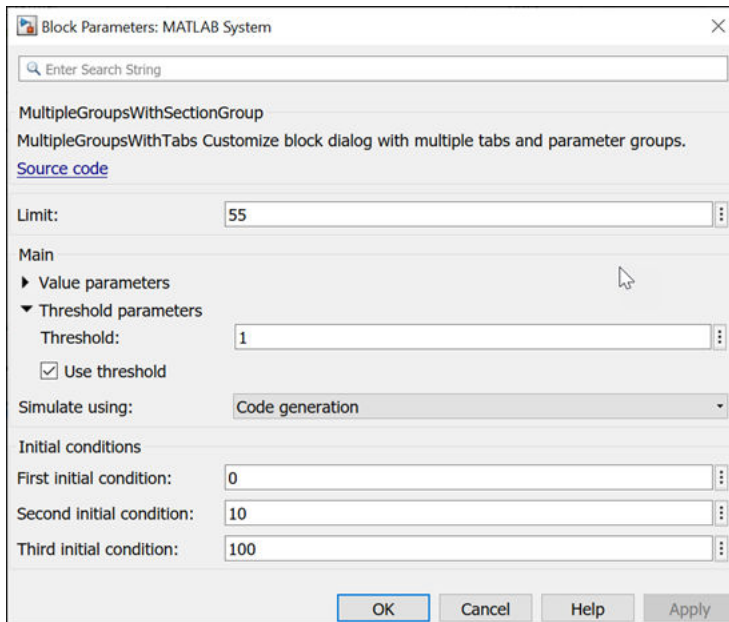 Block Parameters: MATLAB System
Enter Search String
MultipleGroupsWithSectionGroup
MultipleGroupsWithTabs Customize block dialog with multiple tabs and parameter groups.
Source code
Limit: 55
Main
Value parameters
Threshold parameters
Threshold: 1
Use threshold
Simulate using: Code generation
Initial conditions
First initial condition: 0
Second initial condition: 10
Third initial condition: 100
OK Cancel Help Apply